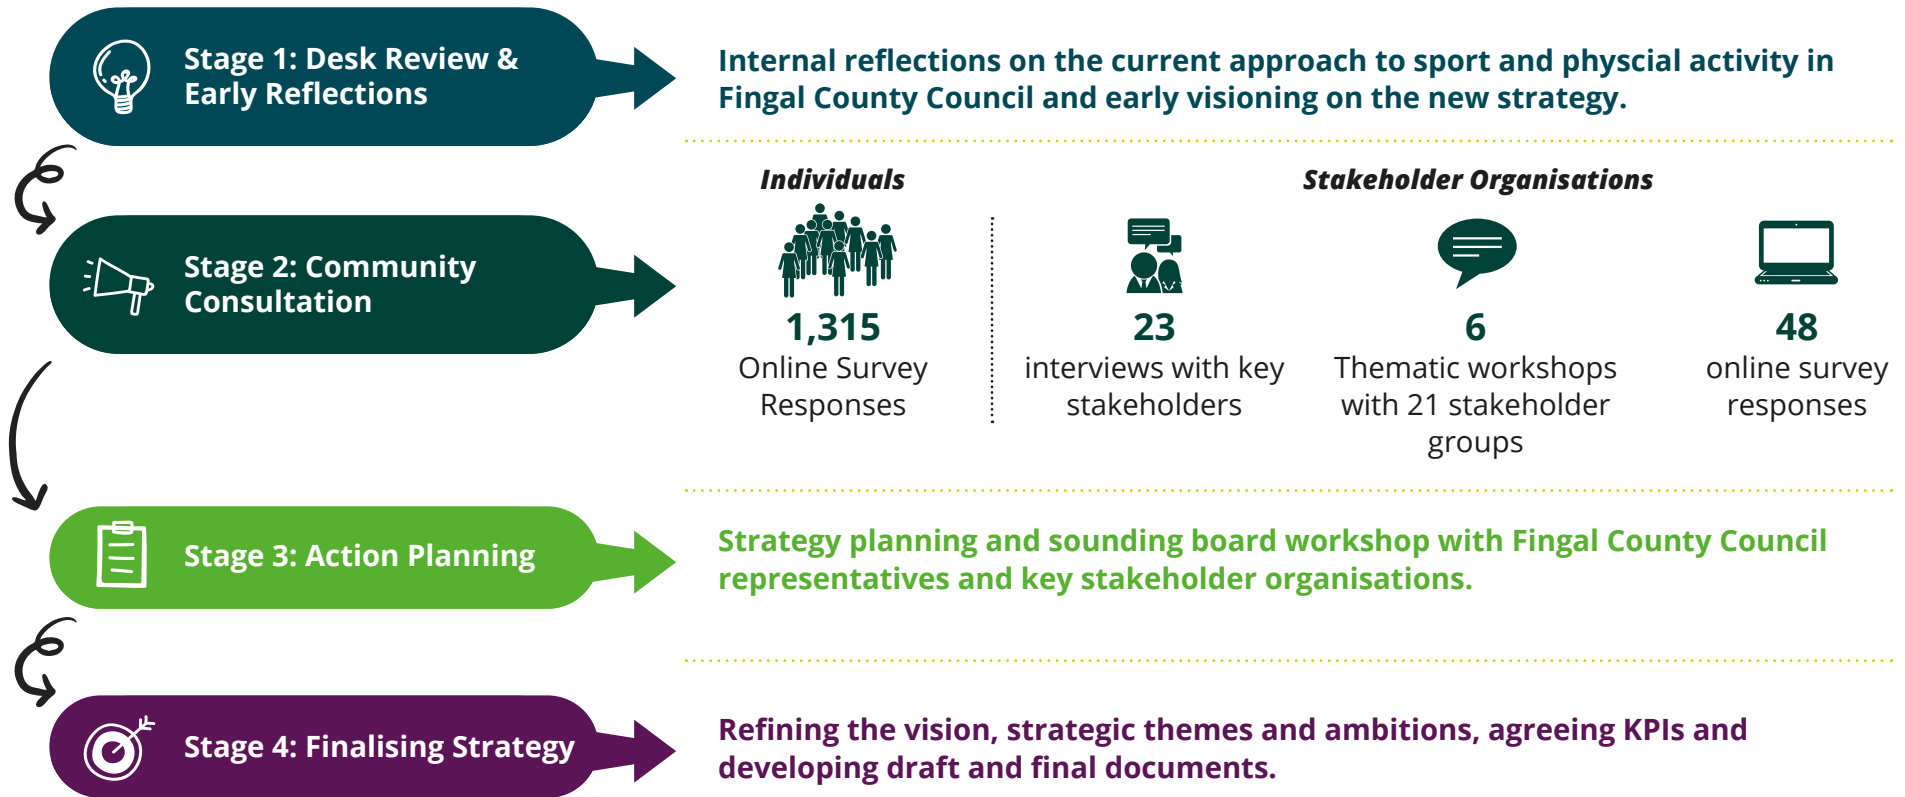 Stage 1: Desk Review &
Early Reflections
Internal reflections on the current approach to sport and physcial activity in
Fingal County Council and early visioning on the new strategy.
Stage 2: Community
Consultation
Individuals
1,315
Online Survey
Responses
Stakeholder Organisations
23
interviews with key
stakeholders
6
Thematic workshops
with 21 stakeholder
groups
48
online survey
responses
Stage 3: Action Planning
Strategy planning and sounding board workshop with Fingal County Council
representatives and key stakeholder organisations.
Stage 4: Finalising Strategy
Refining the vision, strategic themes and ambitions, agreeing KPIs and
developing draft and final documents.